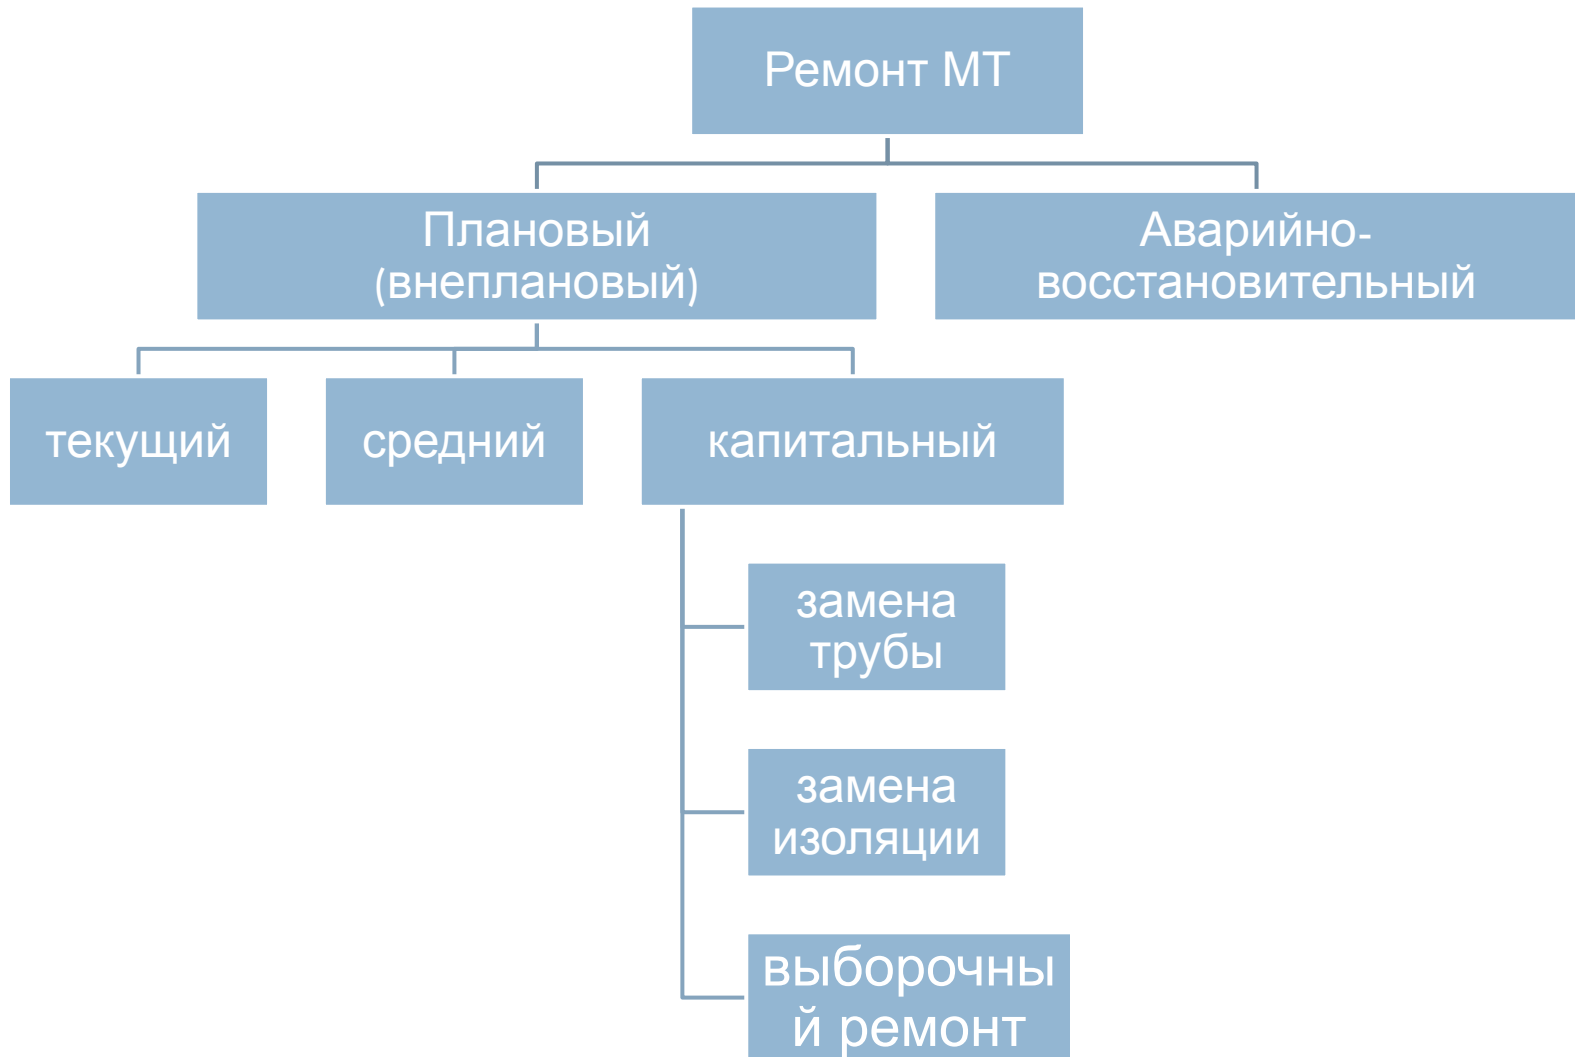 Ремонт МТ
Плановый
(внеплановый)
Аварийно-
восстановительный
текущий
средний
капитальный
замена
трубы
замена
изоляции
выборочны
й ремонт